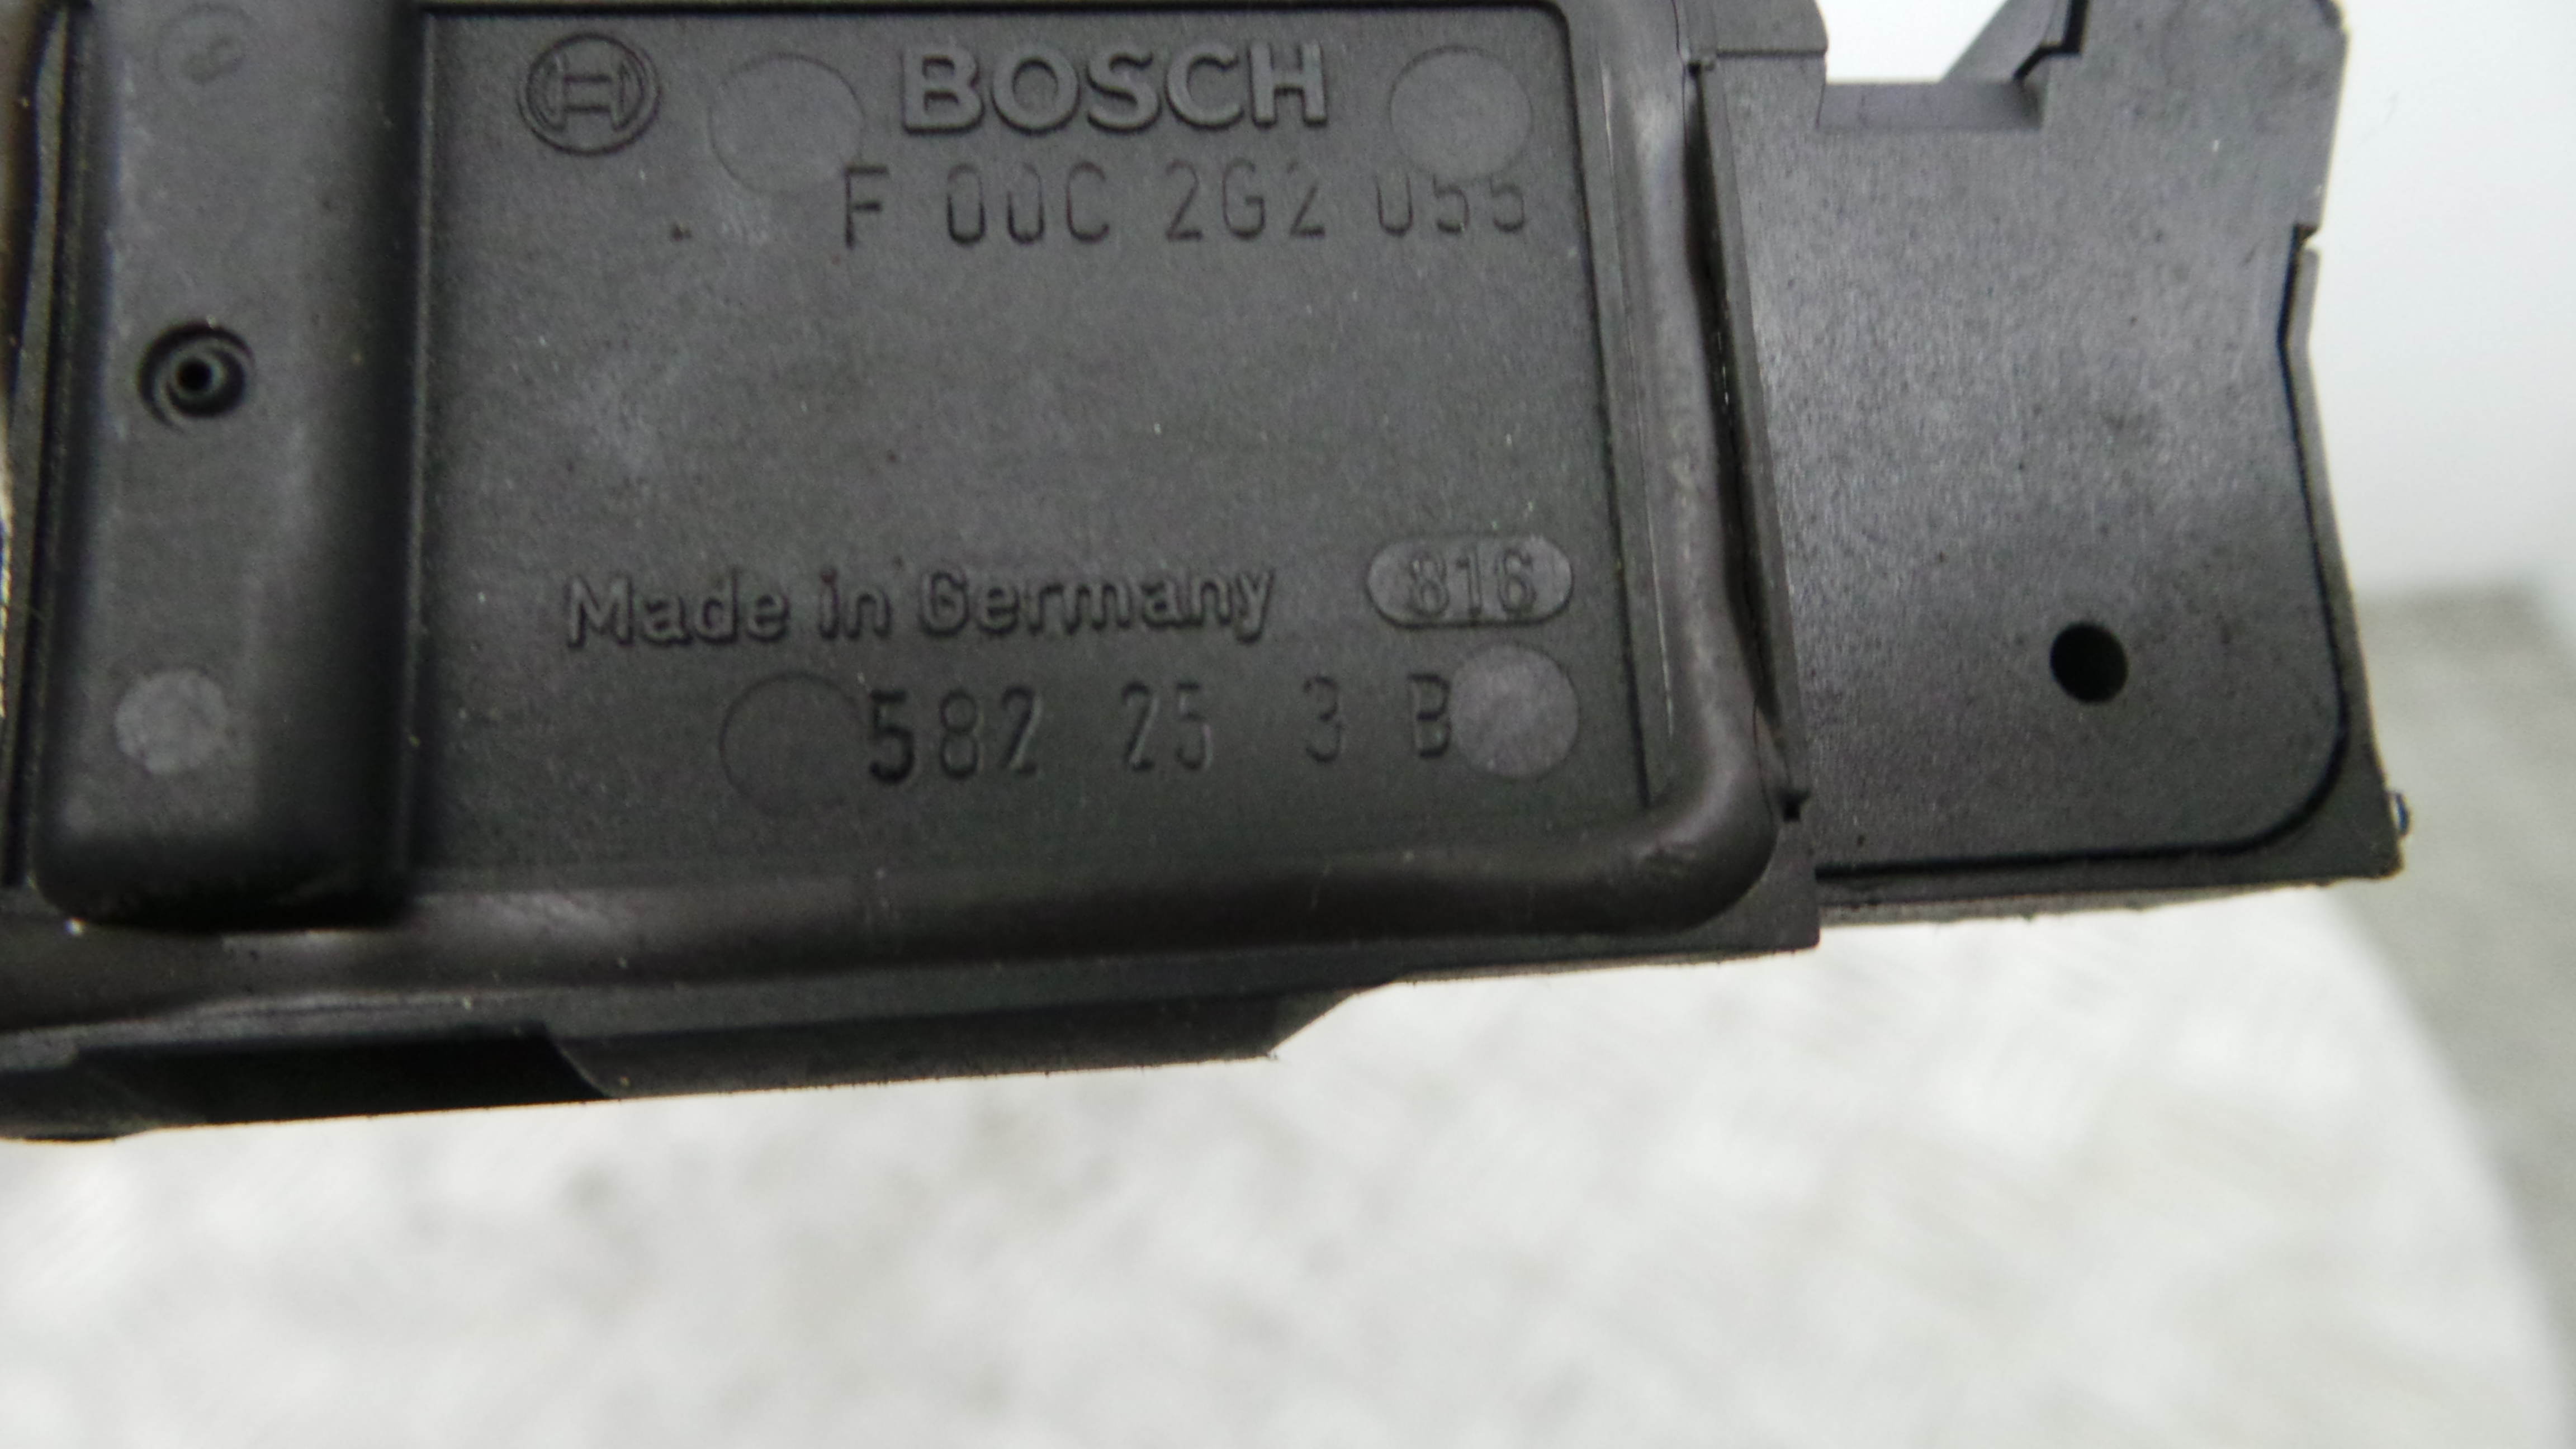 BOSCH
F 00C 2G2 055
Made in Germany 816
582 25 3 B